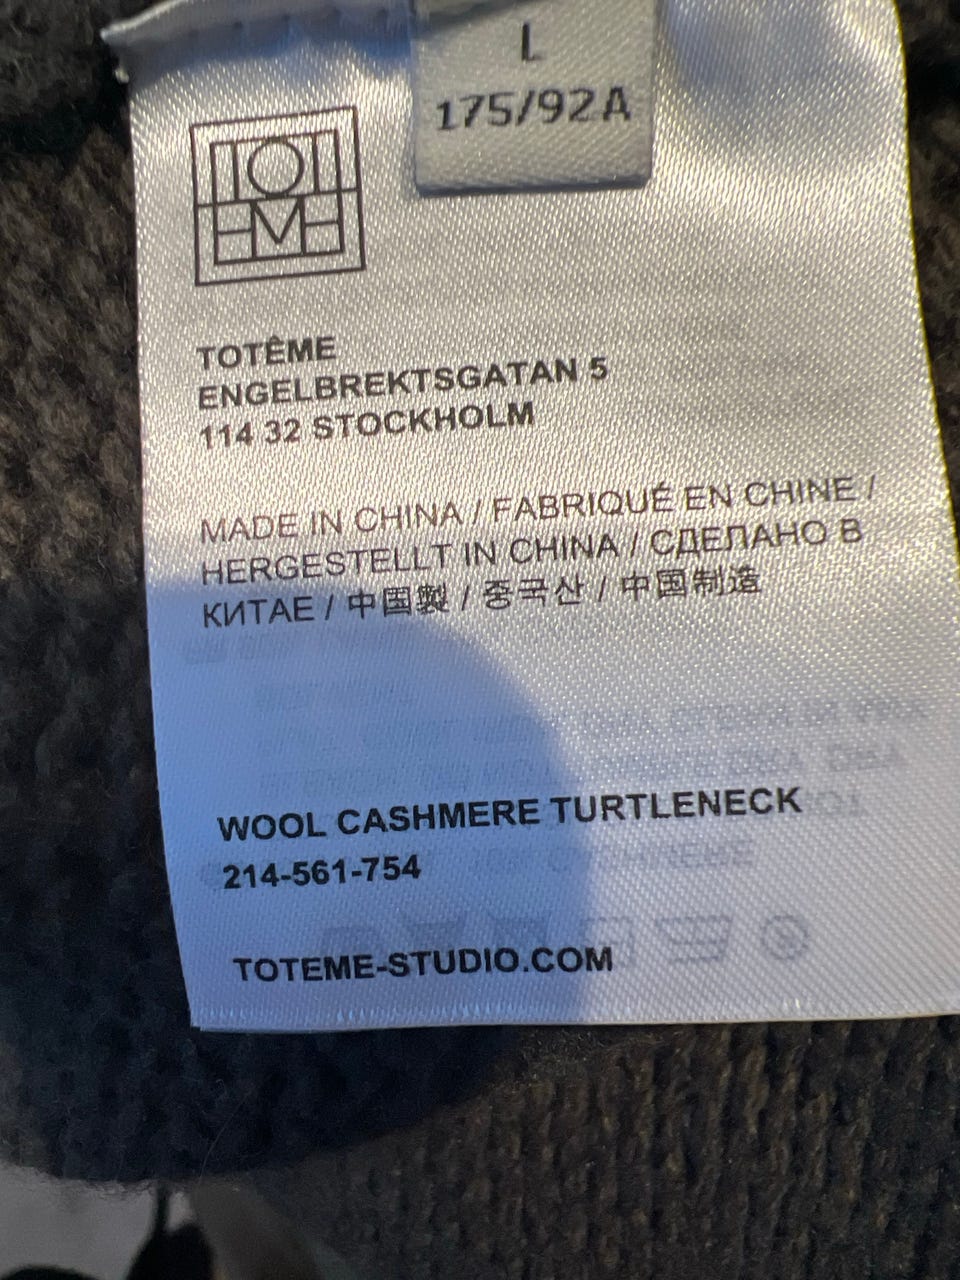 L
175/92A
TOTÊME
TOTÊME
ENGELBREKTSGATAN 5
114 32 STOCKHOLM
MADE IN CHINA / FABRIQUÉ EN CHINE /
HERGESTELLT IN CHINA / СДЕЛАНО В
КИТАЕ / 中国製 / 중국산 / 中国制造
WOOL CASHMERE TURTLENECK
214-561-754
TOTEME-STUDIO.COM